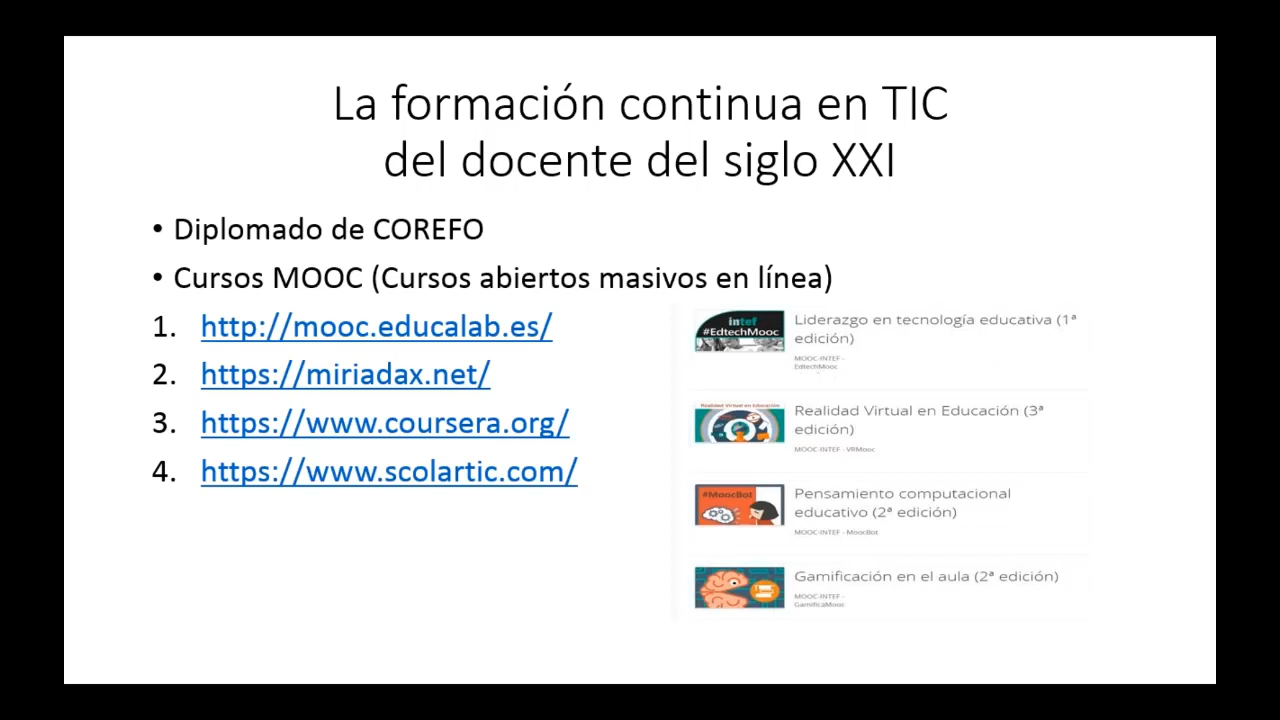 La formación continua en TIC
del docente del siglo XXI
• Diplomado de COREFO
• Cursos MOOC (Cursos abiertos masivos en línea)
1. http://mooc.educalab.es/
2. https://miriadax.net/
3. https://www.coursera.org/
4. https://www.scolartic.com/
intef
#EdtechMooc
Liderazgo en tecnología educativa (1ª
edición)
MOOC-INTEF -
EdtechMooc
Realidad Virtual en Educación
Realidad Virtual en Educación (3ª
edición)
MOOC-INTEF - VRMooc
#MoocBot
Pensamiento computacional
educativo (2ª edición)
MOOC-INTEF - MoocBot
Gamificación en el aula (2ª edición)
MOOC-INTEF -
GamificaMooc